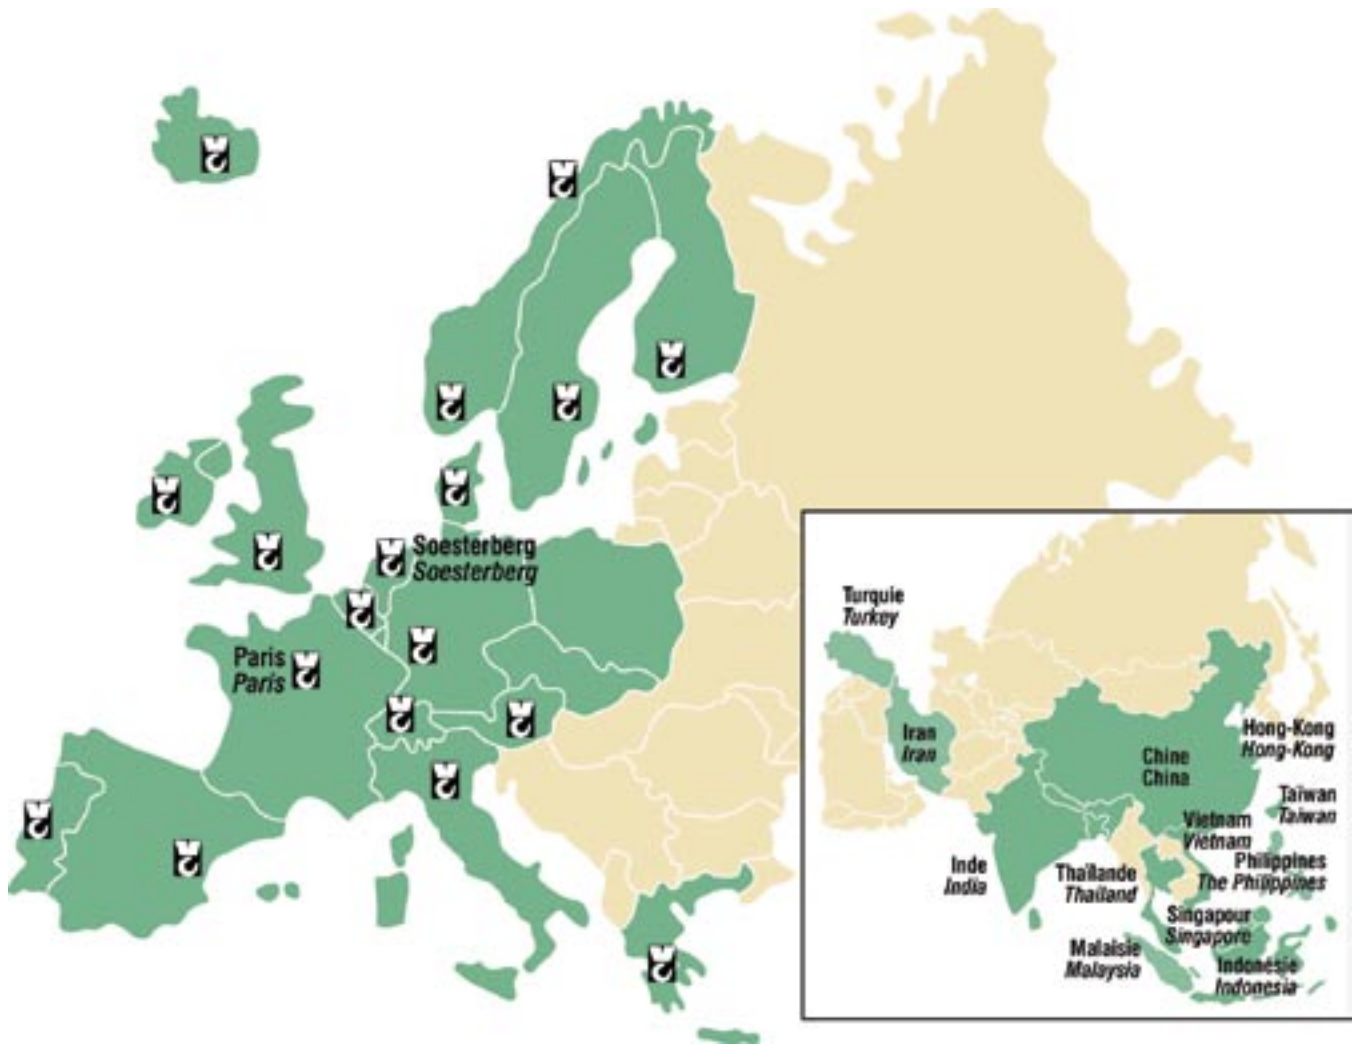 Soesterberg
Soesterberg
Paris
Paris
Turquie
Turkey
Iran
Iran
Chine
China
Hong-Kong
Hong-Kong
Taïwan
Taiwan
Vietnam
Vietnam
Philippines
The Philippines
Inde
India
Thaïlande
Thailand
Singapour
Singapore
Malaisie
Malaysia
Indonésie
Indonesia